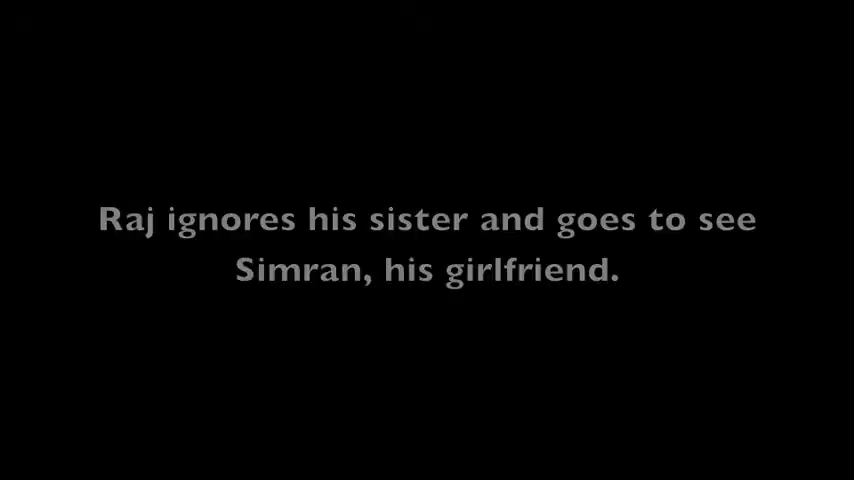 Raj ignores his sister and goes to see
Simran, his girlfriend.